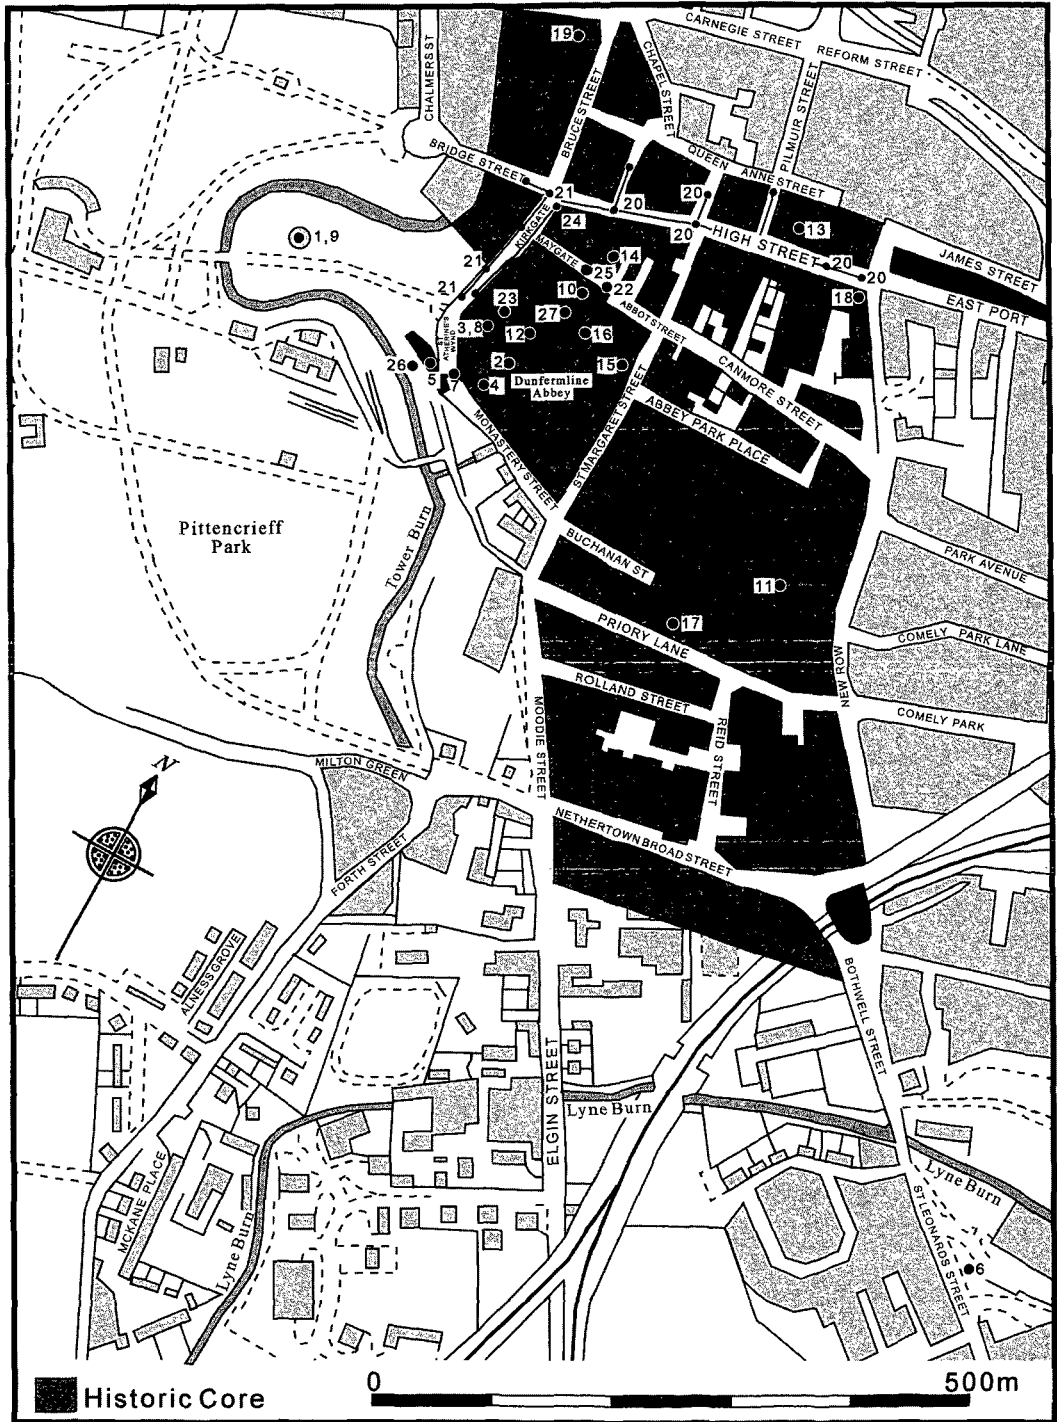 CARNEGIE STREET
REFORM STREET
19
CHALMERS ST
CHAPEL STREET
BRUCE STREET
PILMUIR STREET
BRIDGE STREET
QUEEN ANNE STREET
21
20
20
24
KIRKGATE
20
HIGH STREET
13
1,9
MAYGATE
14
20
20
JAMES STREET
21
25
22
EAST PORT
21
10
18
23
27
ABBOT STREET
3,8
12
16
26
5
7
2
4
15
Dunfermline
Abbey
CANMORE STREET
ABBEY PARK PLACE
MONASTERY STREET
ST MARGARET STREET
Pittencrieff
Park
Tower Burn
BUCHANAN ST
PARK AVENUE
11
17
PRIORY LANE
COMELY PARK LANE
NEW ROW
ROLLAND STREET
COMELY PARK
MOODIE STREET
REID STREET
N
MILTON GREEN
NETHERTOWN BROAD STREET
FORTH STREET
ALNESS GROVE
BOTHWELL STREET
ELGIN STREET
Lyne Burn
MCKANE PLACE
Lyne Burn
Lyne Burn
ST LEONARDS STREET
6
Historic Core
0
500m